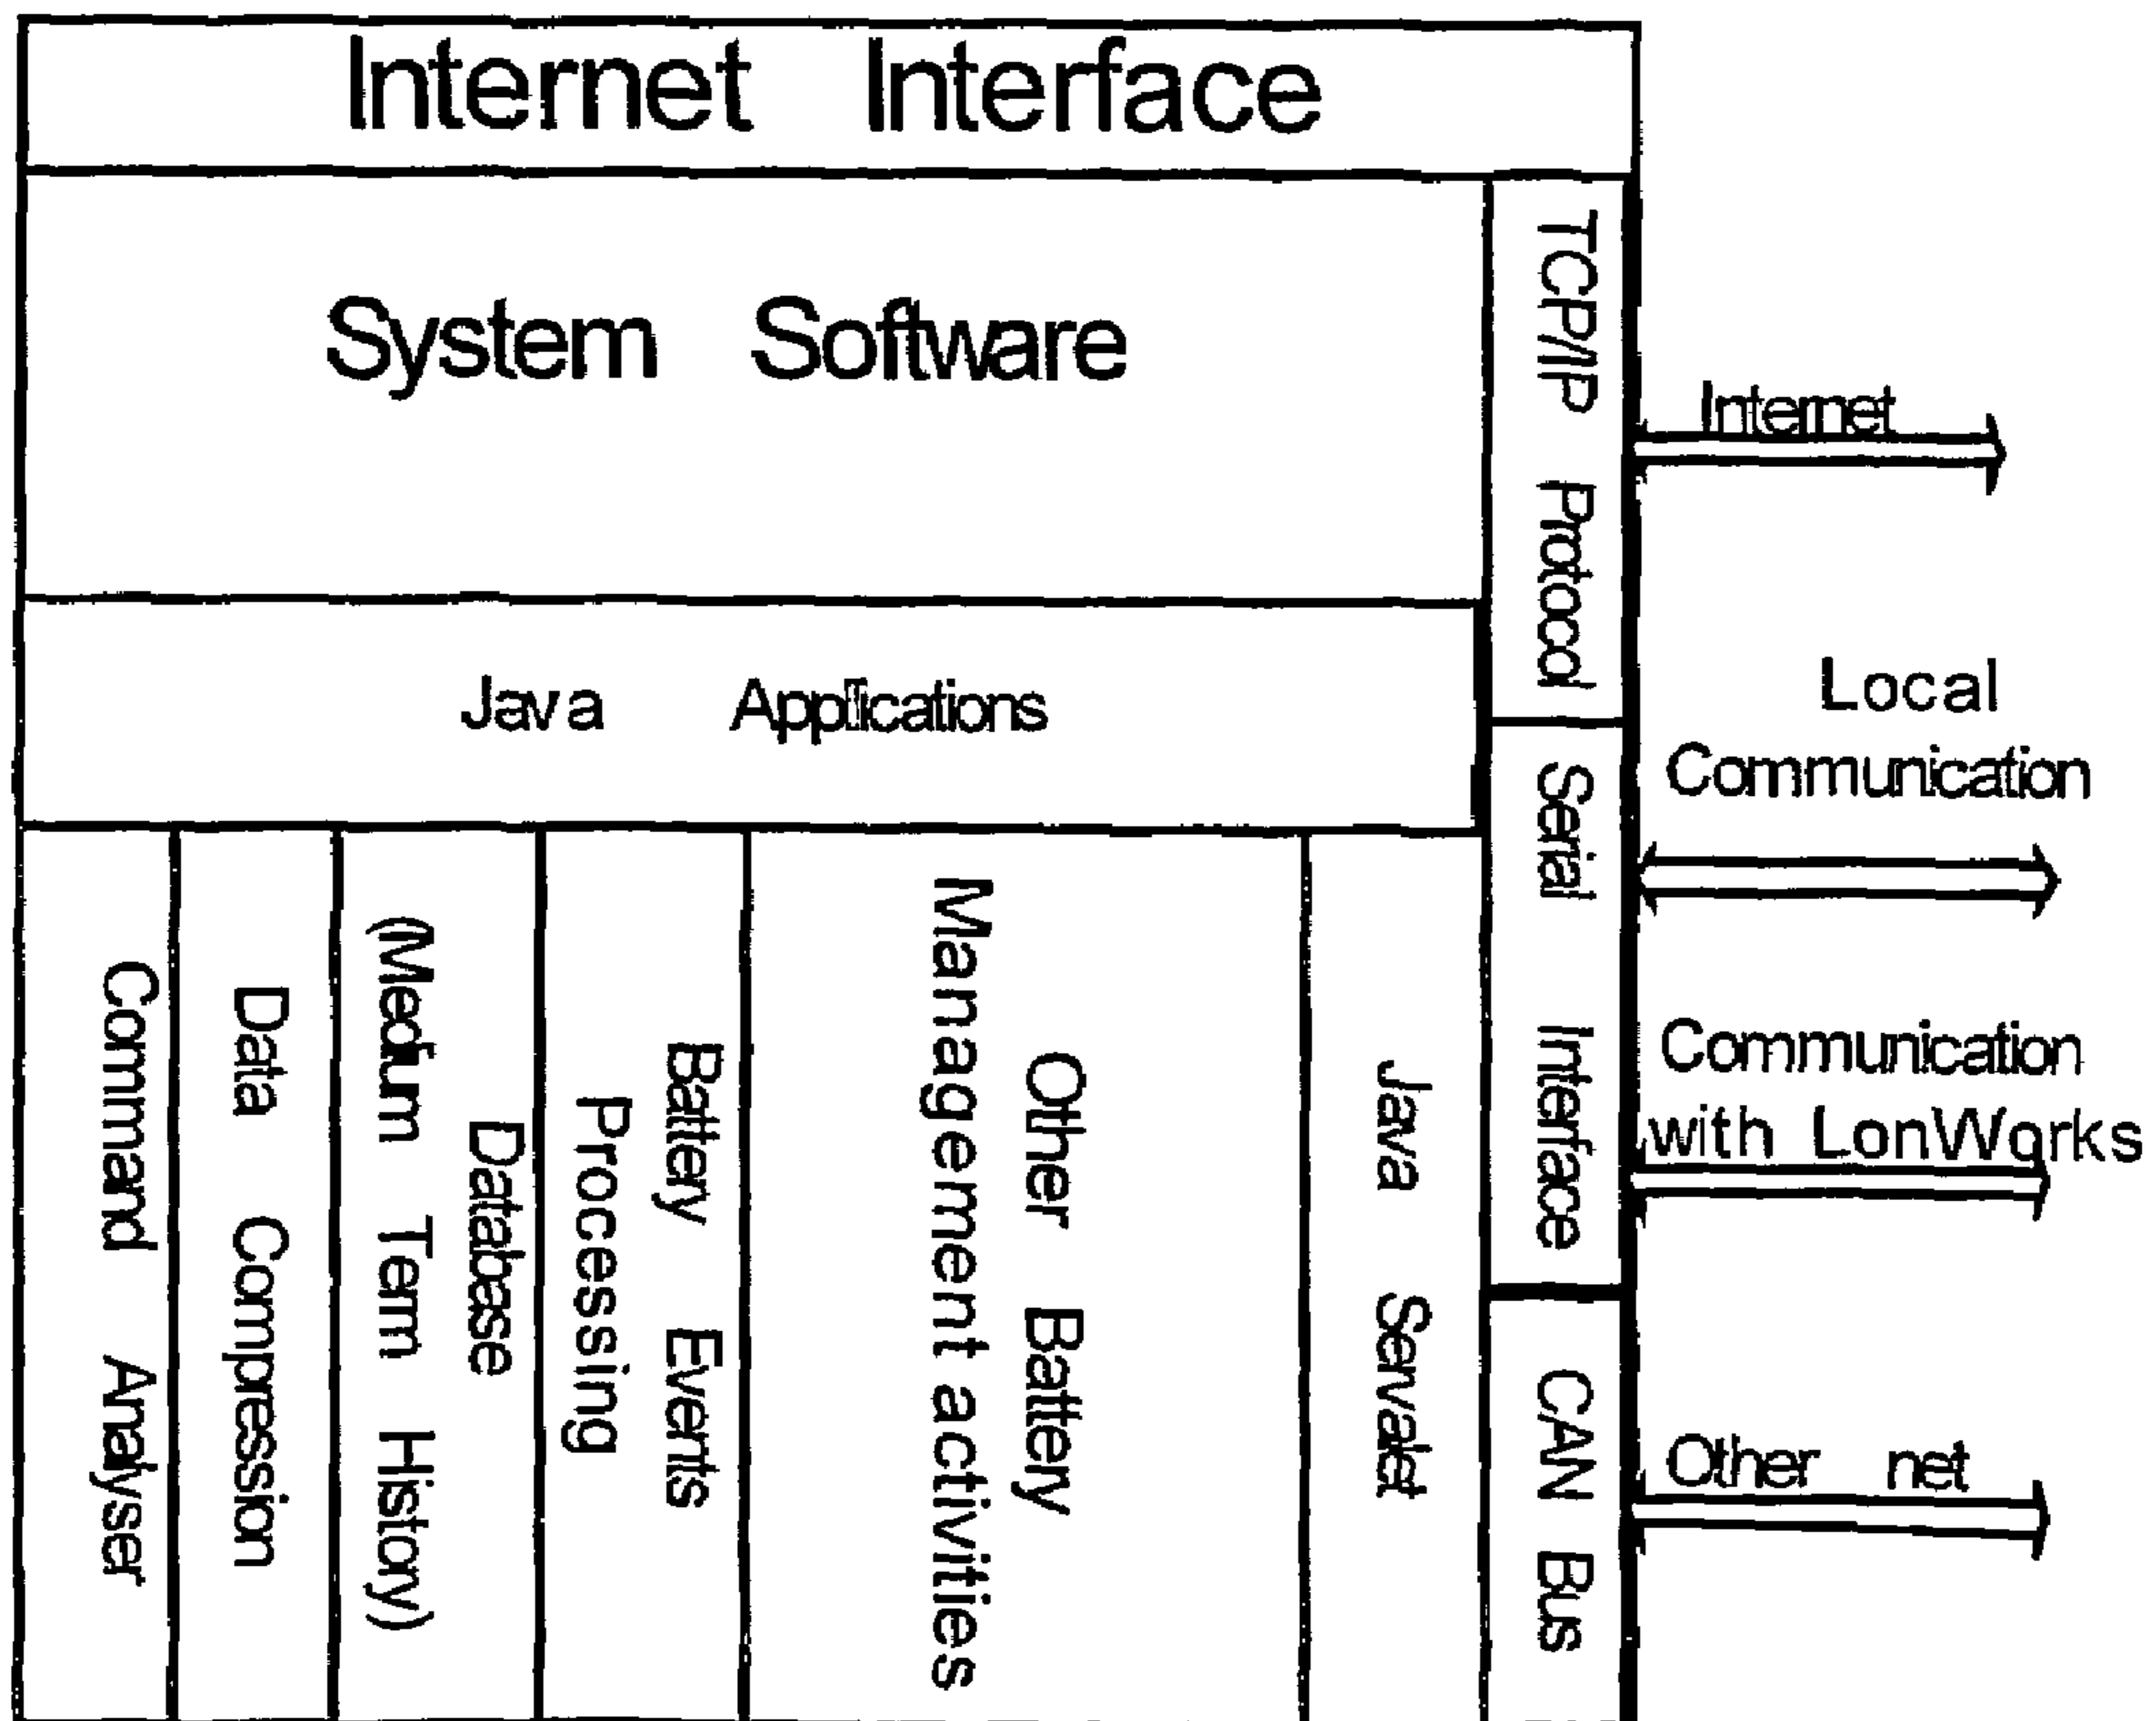 Internet Interface
System Software
TCP/IP Protocol
Internet
Java Applications
Local
Communication
Serial Interface
Communication
with LonWorks
Command Analyser
Data Compression
Database
(Medium Term History)
Battery Events
Processing
Other Battery
Management activities
Java Servalet
CAN Bus
Other net